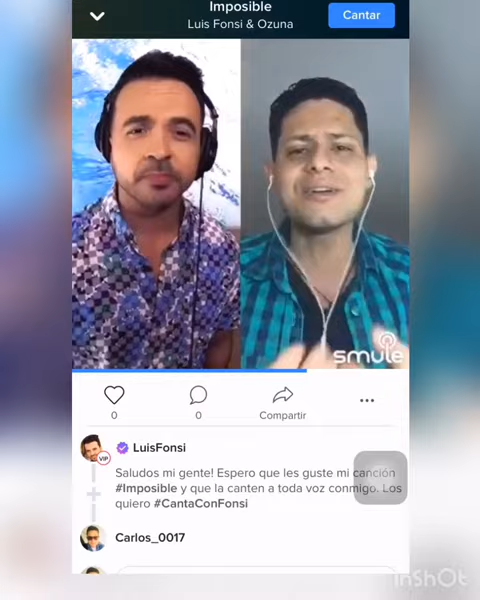 Imposible
Luis Fonsi & Ozuna
Cantar
smule
0
0
Compartir
LuisFonsi
VIP
Saludos mi gente! Espero que les guste mi canción
#Imposible y que la canten a toda voz conmigo. Los
quiero #CantaConFonsi
Carlos_0017
InShOt